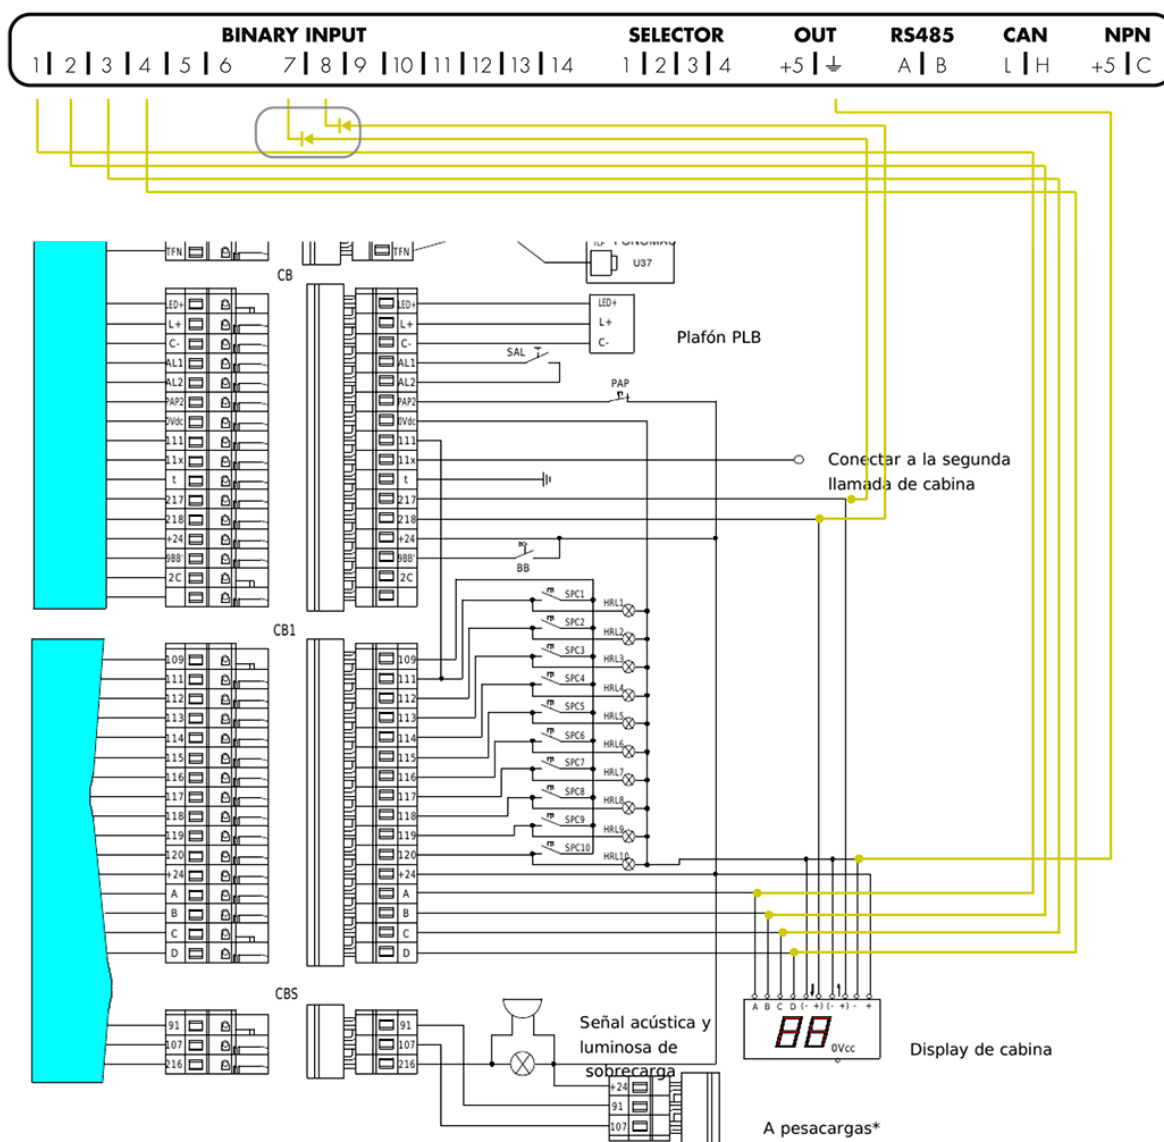 BINARY INPUT SELECTOR OUT RS485 CAN NPN
1 2 3 4 5 6 7 8 9 10 11 12 13 14 1 2 3 4 +5 ⏚ A B L H +5 C
TFN TFN
U37
CB
LED+ LED+ LED+
L+ L+ L+
C- C- C-
Plafón PLB
AL1 AL1 SAL
AL2 AL2
PAP2 PAP2 PAP
0Vdc 0Vdc
111 111
11x 11x Conectar a la segunda
llamada de cabina
t t
217 217
218 218
+24 +24
9BB' 9BB' BB
2C 2C
CB1
SPC1 HRL1
SPC2 HRL2
SPC3 HRL3
SPC4 HRL4
SPC5 HRL5
SPC6 HRL6
SPC7 HRL7
SPC8 HRL8
SPC9 HRL9
SPC10 HRL10
109 109
111 111
112 112
113 113
114 114
115 115
116 116
117 117
118 118
119 119
120 120
+24 +24
A A
B B
C C
D D
CBS
91 91
107 107
216 216
Señal acústica y
luminosa de
sobrecarga
A B C D (- +) (- +) - +
88
0Vcc
Display de cabina
+24
91
107
A pesacargas*